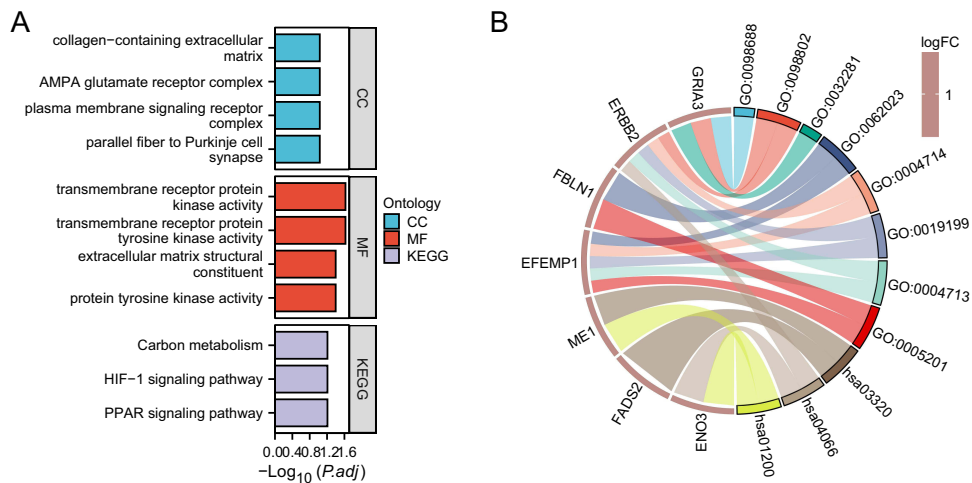 A
collagen−containing extracellular
matrix
AMPA glutamate receptor complex
plasma membrane signaling receptor
complex
parallel fiber to Purkinje cell
synapse
CC
transmembrane receptor protein
kinase activity
transmembrane receptor protein
tyrosine kinase activity
extracellular matrix structural
constituent
protein tyrosine kinase activity
MF
Carbon metabolism
HIF−1 signaling pathway
PPAR signaling pathway
KEGG
0.00.40.81.21.6
−Log10 (P.adj)
Ontology
CC
MF
KEGG
B
GRIA3
ERBB2
FBLN1
EFEMP1
ME1
FADS2
ENO3
GO:0098688
GO:0098802
GO:0032281
GO:0062023
GO:0004714
GO:0019199
GO:0004713
GO:0005201
hsa03320
hsa04066
hsa01200
logFC
1